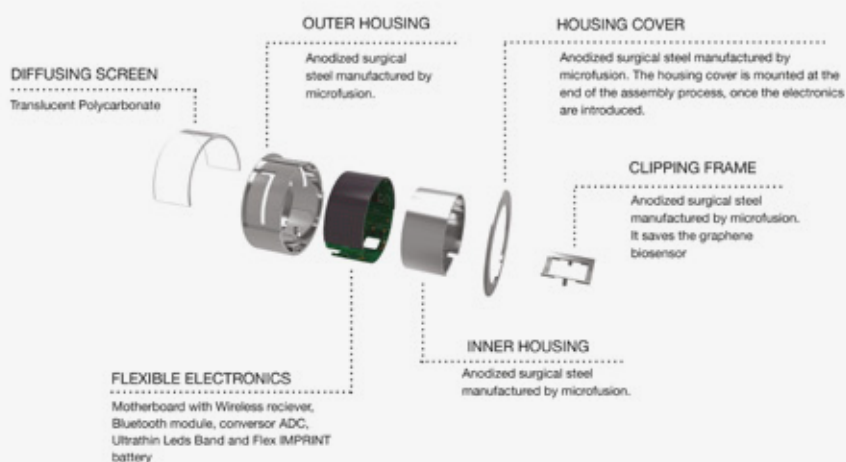 OUTER HOUSING
Anodized surgical
steel manufactured by
microfusion.
HOUSING COVER
Anodized surgical steel manufactured by
microfusion. The housing cover is mounted at the
end of the assembly process, once the electronics
are introduced.
DIFFUSING SCREEN
Translucent Polycarbonate
CLIPPING FRAME
Anodized surgical steel
manufactured by microfusion.
It saves the graphene
biosensor
INNER HOUSING
Anodized surgical steel
manufactured by microfusion.
FLEXIBLE ELECTRONICS
Motherboard with Wireless reciever,
Bluetooth module, conversor ADC,
Ultrathin Leds Band and Flex IMPRINT
battery